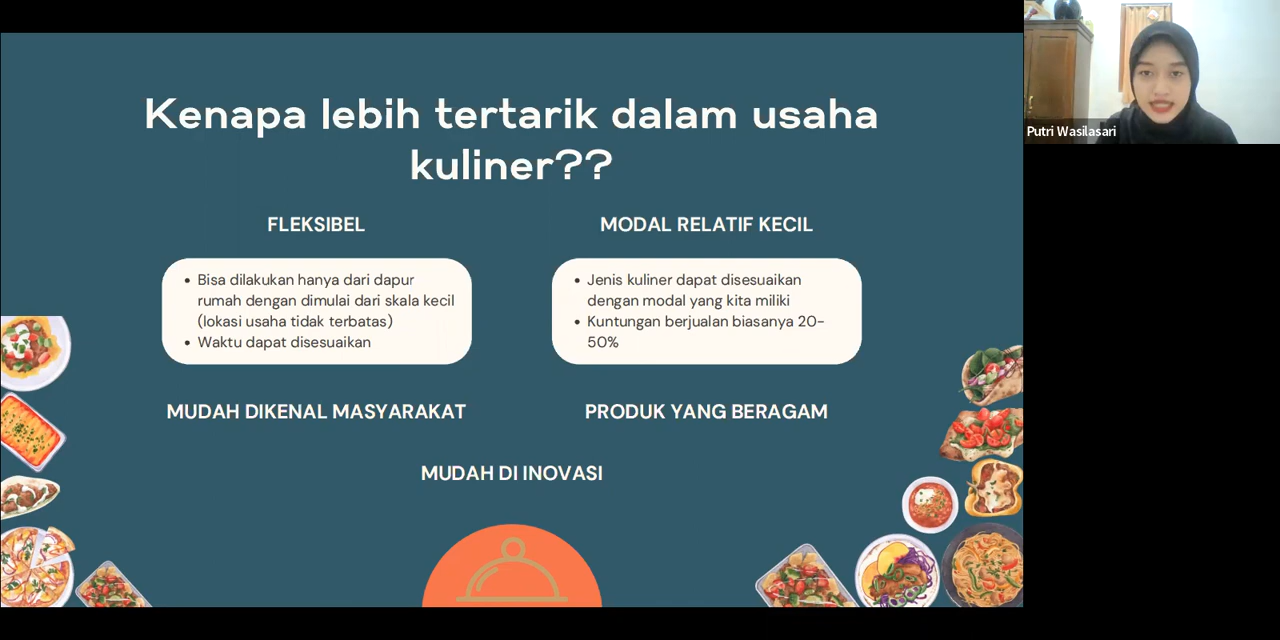 Kenapa lebih tertarik dalam usaha
kuliner??
FLEKSIBEL
• Bisa dilakukan hanya dari dapur
rumah dengan dimulai dari skala kecil
(lokasi usaha tidak terbatas)
• Waktu dapat disesuaikan
MODAL RELATIF KECIL
• Jenis kuliner dapat disesuaikan
dengan modal yang kita miliki
• Kuntungan berjualan biasanya 20-
50%
MUDAH DIKENAL MASYARAKAT
PRODUK YANG BERAGAM
MUDAH DI INOVASI
Putri Wasilasari